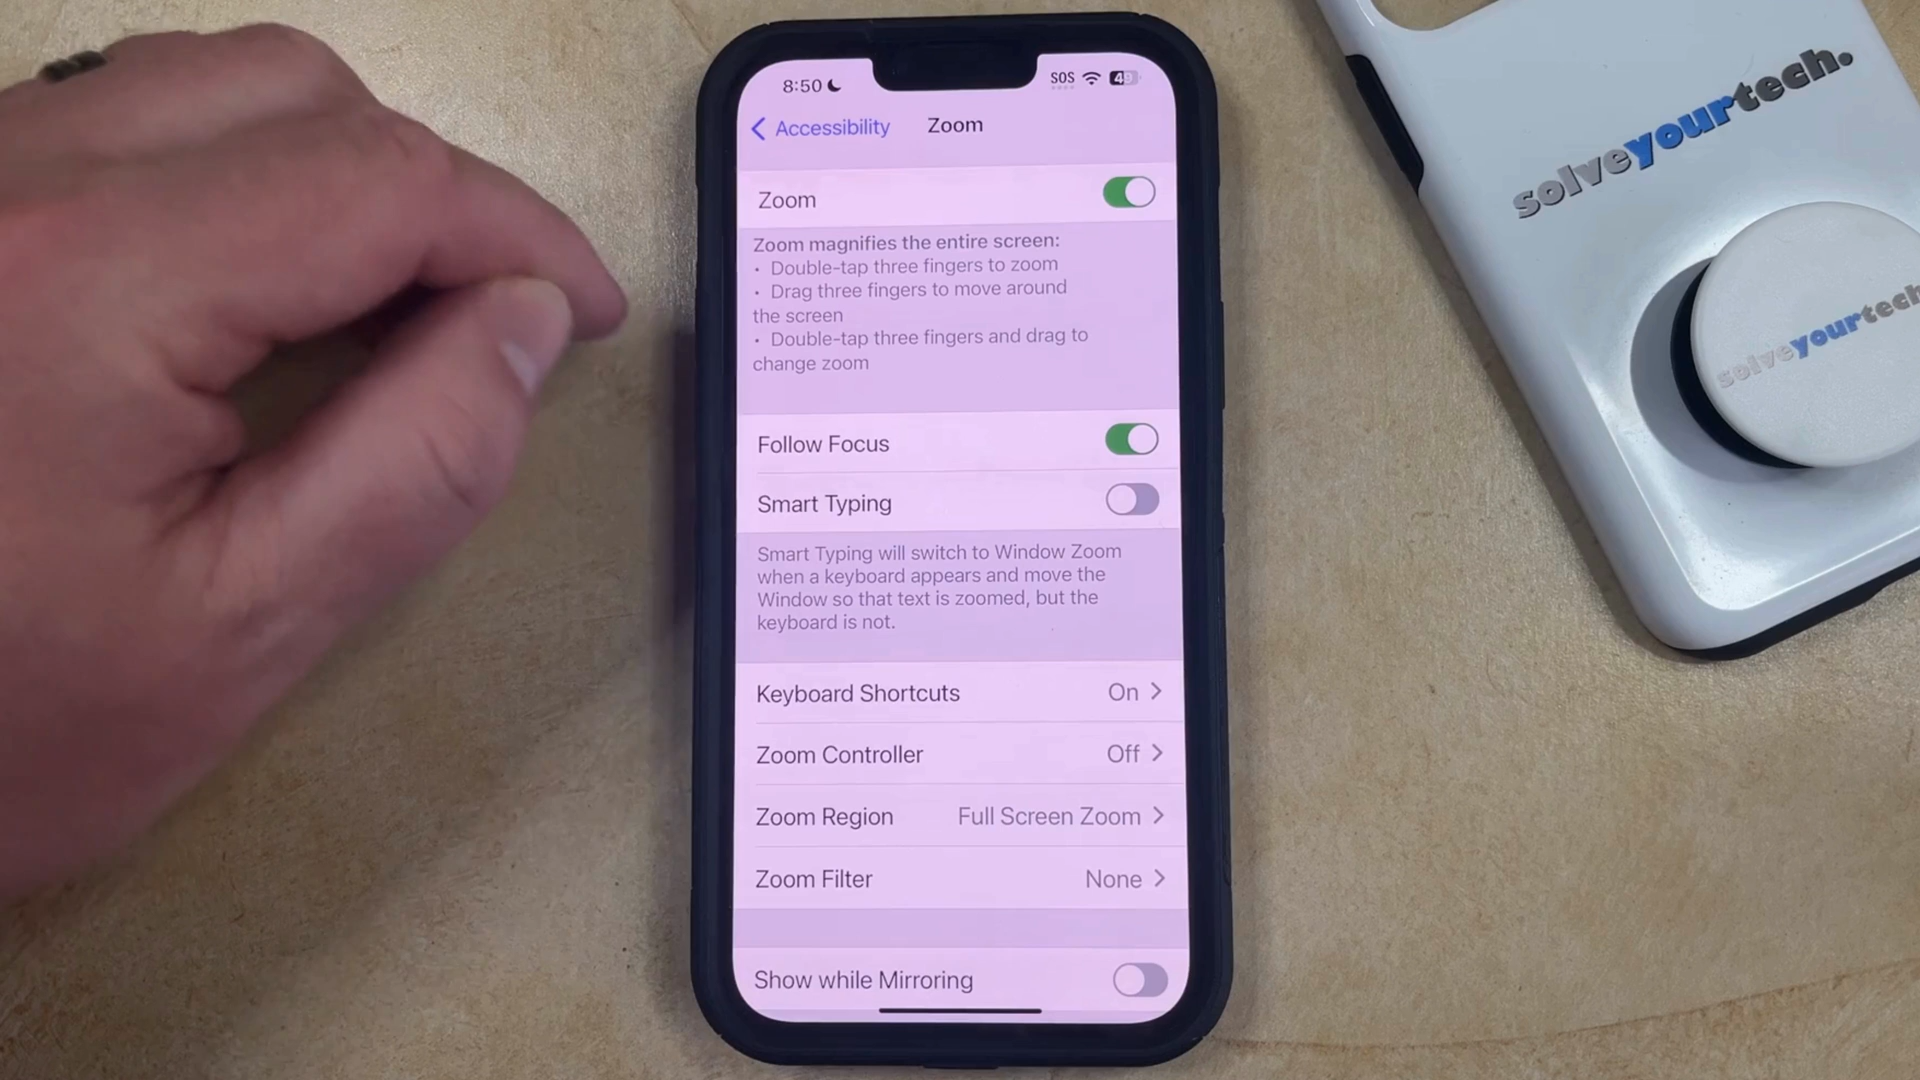 8:50
SOS
49
Accessibility
Zoom
Zoom
Zoom magnifies the entire screen:
• Double-tap three fingers to zoom
• Drag three fingers to move around
the screen
• Double-tap three fingers and drag to
change zoom
Follow Focus
Smart Typing
Smart Typing will switch to Window Zoom
when a keyboard appears and move the
Window so that text is zoomed, but the
keyboard is not.
Keyboard Shortcuts On
Zoom Controller Off
Zoom Region Full Screen Zoom
Zoom Filter None
Show while Mirroring
solveyourtech.
solveyourtech